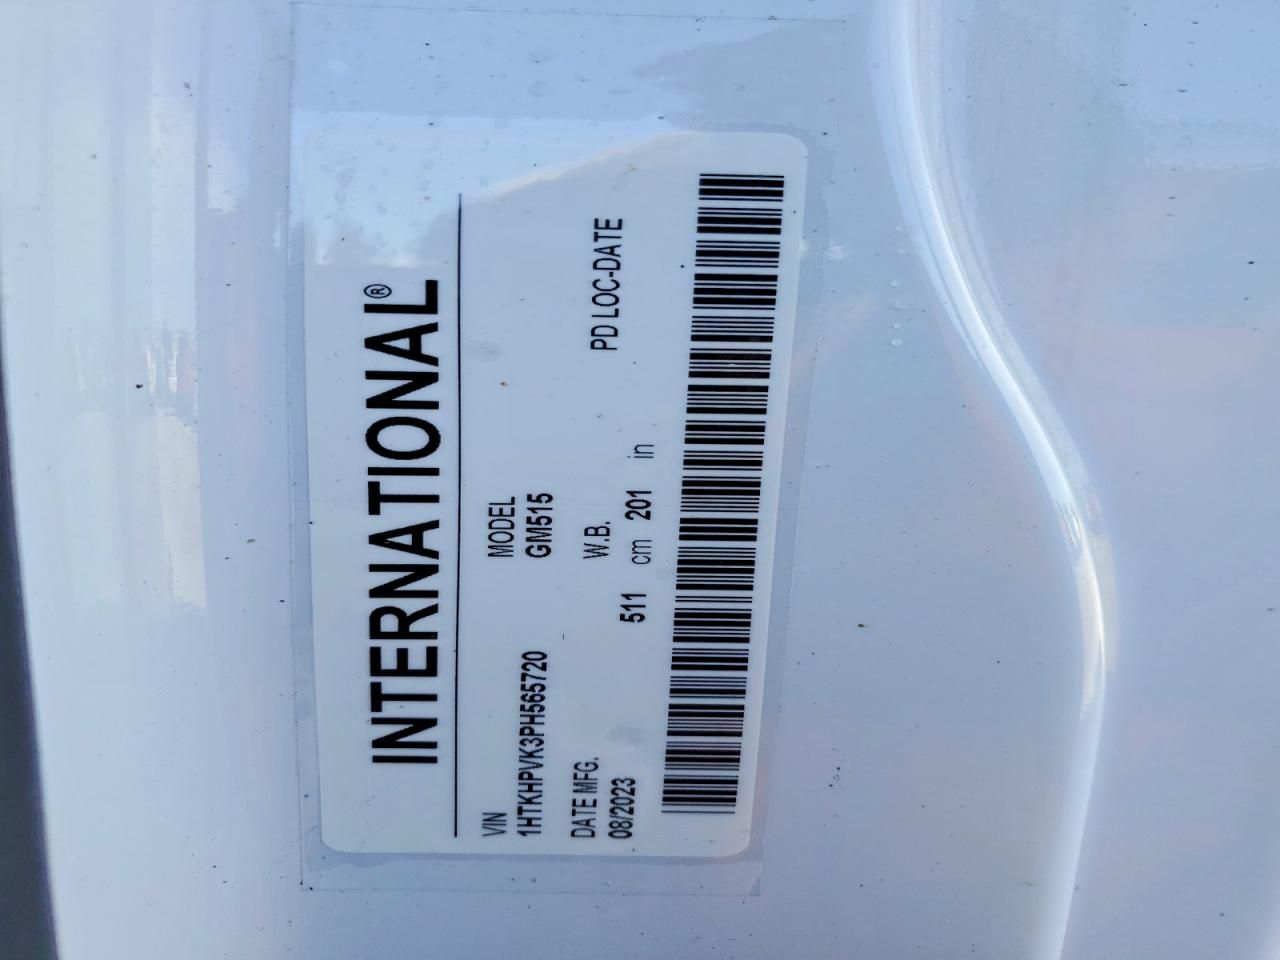 INTERNATIONAL®
VIN
1HTKHPVK3PH565720
MODEL
GM515
DATE MFG.
08/2023
W.B.
511 cm 201 in
PD LOC-DATE